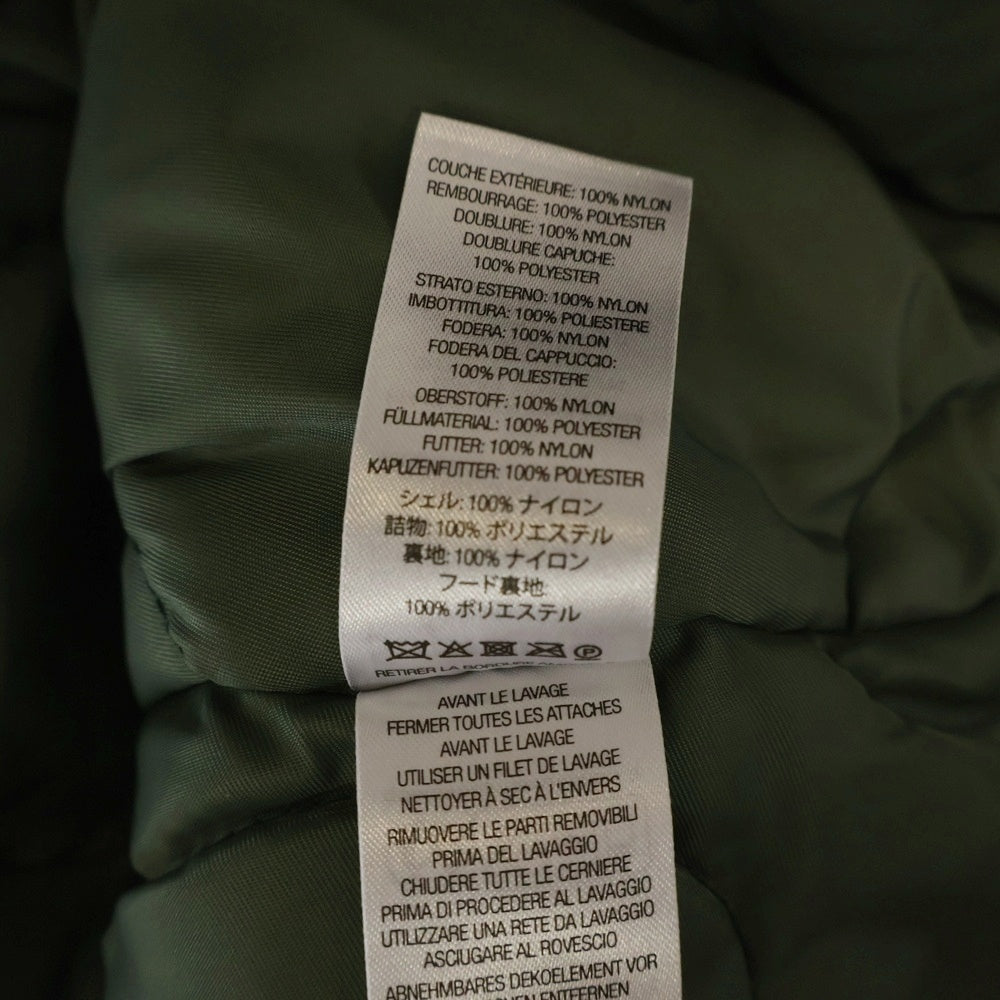 COUCHE EXTÉRIEURE: 100% NYLON
REMBOURRAGE: 100% POLYESTER
DOUBLURE: 100% NYLON
DOUBLURE CAPUCHE:
100% POLYESTER
STRATO ESTERNO: 100% NYLON
IMBOTTITURA: 100% POLIESTERE
FODERA: 100% NYLON
FODERA DEL CAPPUCCIO:
100% POLIESTERE
OBERSTOFF: 100% NYLON
FÜLLMATERIAL: 100% POLYESTER
FUTTER: 100% NYLON
KAPUZENFUTTER: 100% POLYESTER
シェル: 100% ナイロン
詰物: 100% ポリエステル
裏地: 100% ナイロン
フード裏地:
100% ポリエステル
P
RETIRER LA
AVANT LE LAVAGE
FERMER TOUTES LES ATTACHES
AVANT LE LAVAGE
UTILISER UN FILET DE LAVAGE
NETTOYER À SEC À L'ENVERS
RIMUOVERE LE PARTI REMOVIBILI
PRIMA DEL LAVAGGIO
CHIUDERE TUTTE LE CERNIERE
PRIMA DI PROCEDERE AL LAVAGGIO
UTILIZZARE UNA RETE DA LAVAGGIO
ASCIUGARE AL ROVESCIO
ABNEHMBARES DEKOELEMENT VOR
ENTFERNEN